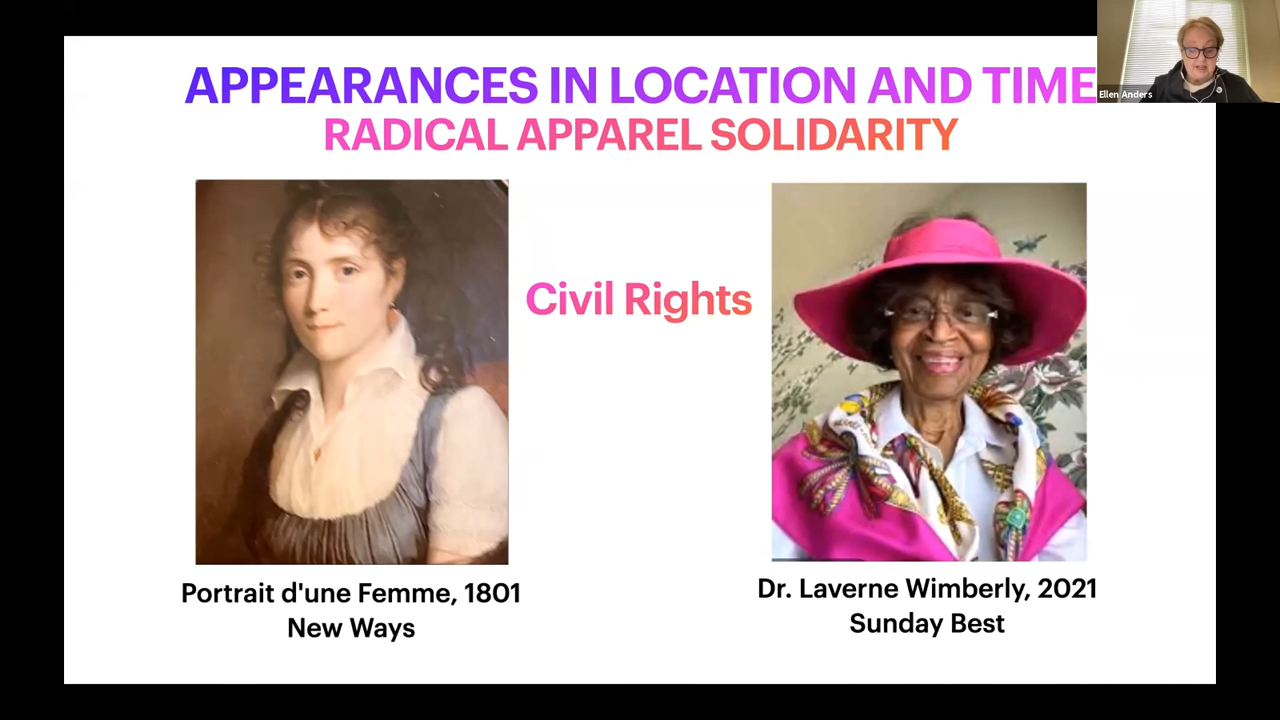 APPEARANCES IN LOCATION AND TIME
RADICAL APPAREL SOLIDARITY
Ellen Anders
Civil Rights
Portrait d'une Femme, 1801
New Ways
Dr. Laverne Wimberly, 2021
Sunday Best